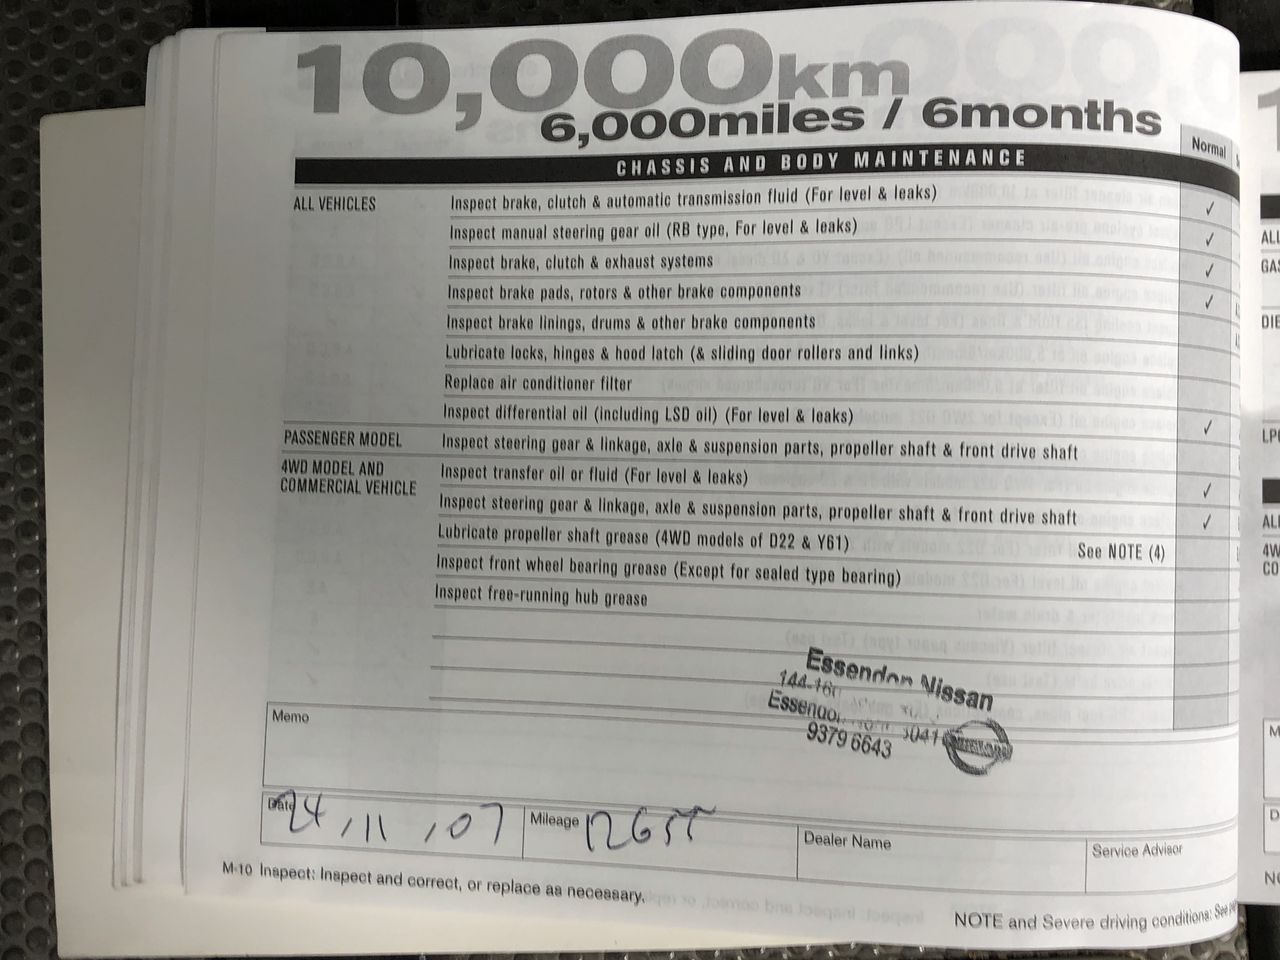 10,000km
6,000miles / 6months
Normal
CHASSIS AND BODY MAINTENANCE
ALL VEHICLES
Inspect brake, clutch & automatic transmission fluid (For level & leaks) ✓
Inspect manual steering gear oil (RB type, For level & leaks) ✓
Inspect brake, clutch & exhaust systems ✓
Inspect brake pads, rotors & other brake components ✓
Inspect brake linings, drums & other brake components
Lubricate locks, hinges & hood latch (& sliding door rollers and links)
Replace air conditioner filter
Inspect differential oil (including LSD oil) (For level & leaks) ✓
PASSENGER MODEL Inspect steering gear & linkage, axle & suspension parts, propeller shaft & front drive shaft
4WD MODEL AND
COMMERCIAL VEHICLE
Inspect transfer oil or fluid (For level & leaks) ✓
Inspect steering gear & linkage, axle & suspension parts, propeller shaft & front drive shaft ✓
Lubricate propeller shaft grease (4WD models of D22 & Y61) See NOTE (4)
Inspect front wheel bearing grease (Except for sealed type bearing)
Inspect free-running hub grease
Essendon Nissan
9379 6643
Memo
Date 24/11/07
Mileage
Dealer Name
Service Advisor
M-10 Inspect: Inspect and correct, or replace as necessary.
NOTE and Severe driving conditions: See